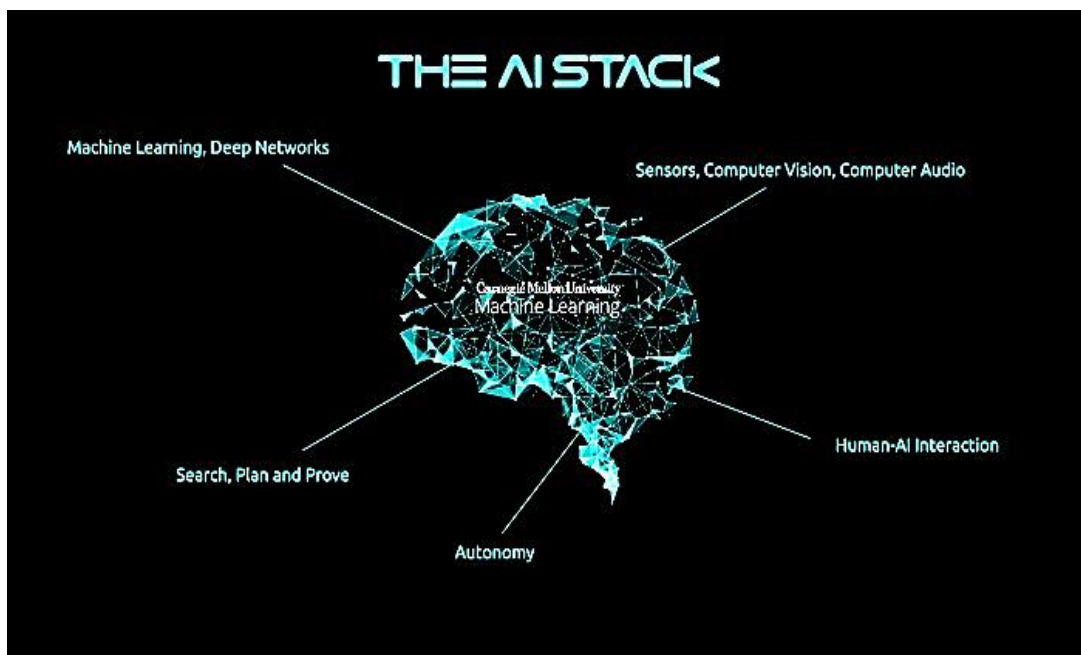 THE AI STACK
Machine Learning, Deep Networks
Sensors, Computer Vision, Computer Audio
Carnegie Mellon University
Machine Learning
Human-AI Interaction
Search, Plan and Prove
Autonomy